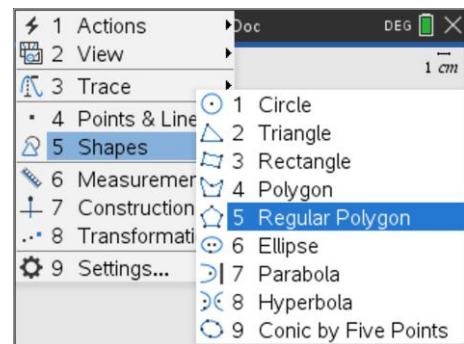 1 Actions
2 View
3 Trace
4 Points & Line
5 Shapes
6 Measuremer
7 Construction
8 Transformati
9 Settings...
Doc
DEG
1 cm
1 Circle
2 Triangle
3 Rectangle
4 Polygon
5 Regular Polygon
6 Ellipse
7 Parabola
8 Hyperbola
9 Conic by Five Points